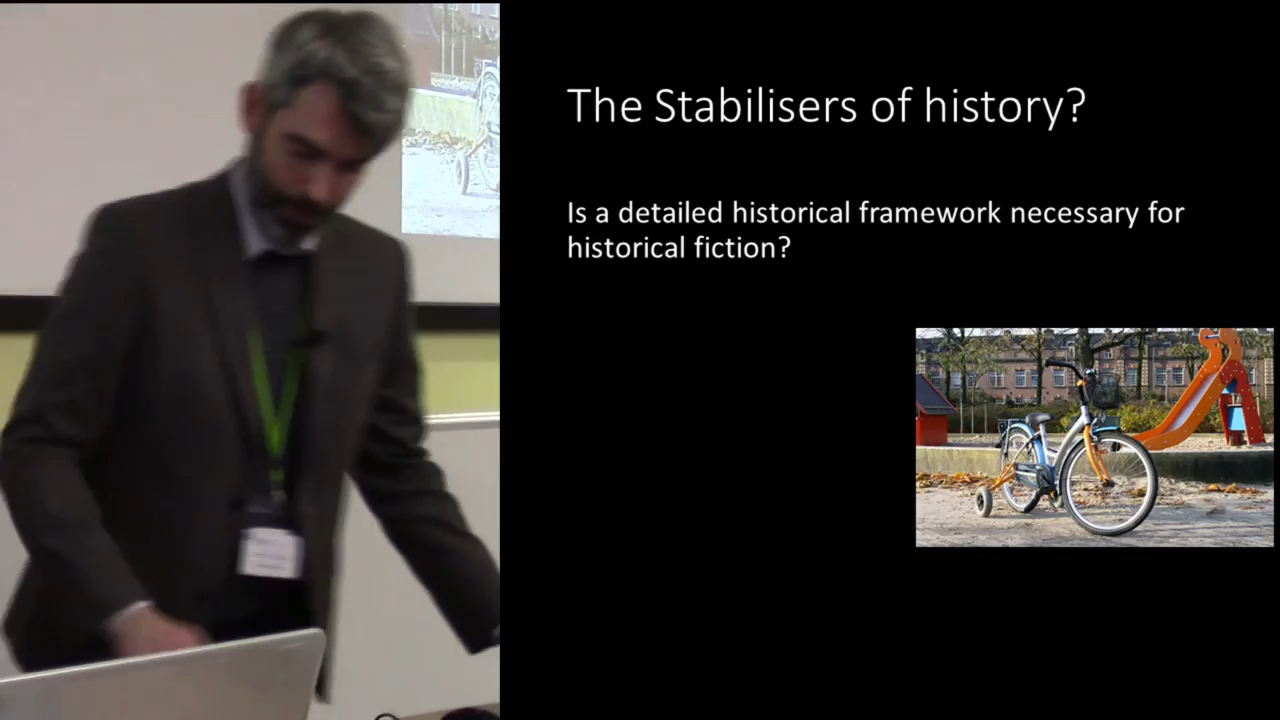 The Stabilisers of history?
Is a detailed historical framework necessary for
historical fiction?